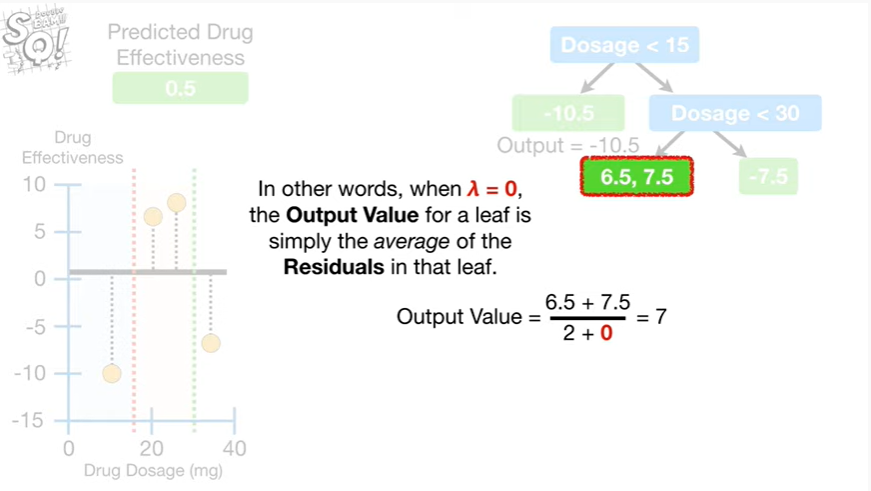 StatQuest!
Predicted Drug
Effectiveness
0.5
Dosage < 15
-10.5
Dosage < 30
Output = -10.5
6.5, 7.5
-7.5
Drug
Effectiveness
10
5
0
-5
-10
-15
0
20
40
Drug Dosage (mg)
In other words, when λ = 0,
the Output Value for a leaf is
simply the average of the
Residuals in that leaf.
Output Value = 6.5 + 7.5 / 2 + 0 = 7